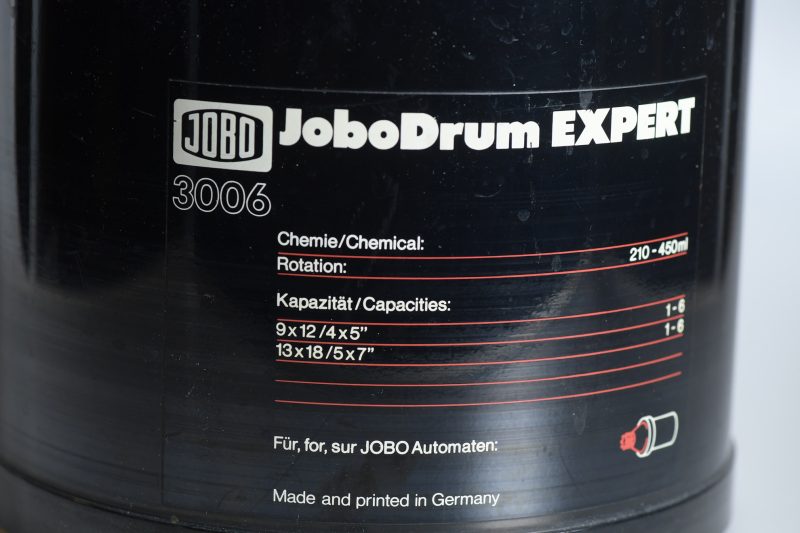 JOBO JoboDrum EXPERT
3006
Chemie/Chemical:
Rotation: 210-450ml
Kapazität/Capacities:
9x12/4x5" 1-6
13x18/5x7" 1-6
Für, for, sur JOBO Automaten:
Made and printed in Germany